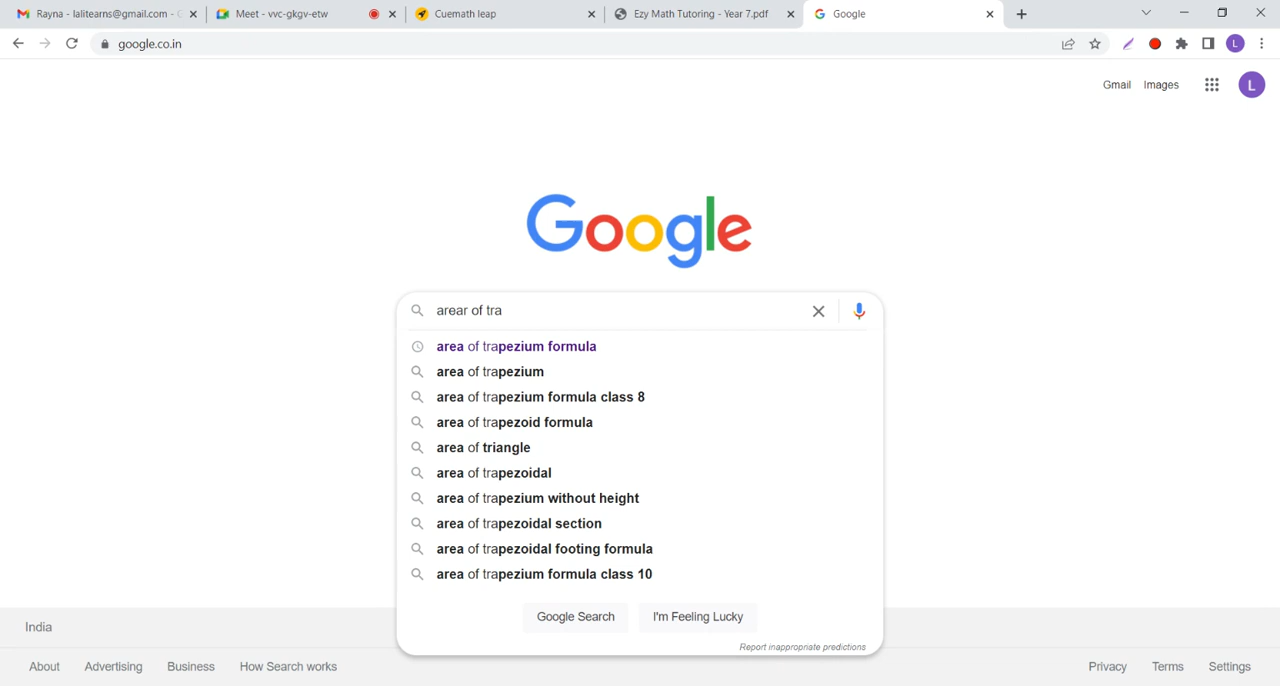 Rayna - lalitearns@gmail.com - G
Meet - vvc-gkgv-etw
Cuemath leap
Ezy Math Tutoring - Year 7.pdf
Google
google.co.in
L
Gmail
Images
L
Google
arear of tra
area of trapezium formula
area of trapezium
area of trapezium formula class 8
area of trapezoid formula
area of triangle
area of trapezoidal
area of trapezium without height
area of trapezoidal section
area of trapezoidal footing formula
area of trapezium formula class 10
Google Search
I'm Feeling Lucky
Report inappropriate predictions
India
About
Advertising
Business
How Search works
Privacy
Terms
Settings